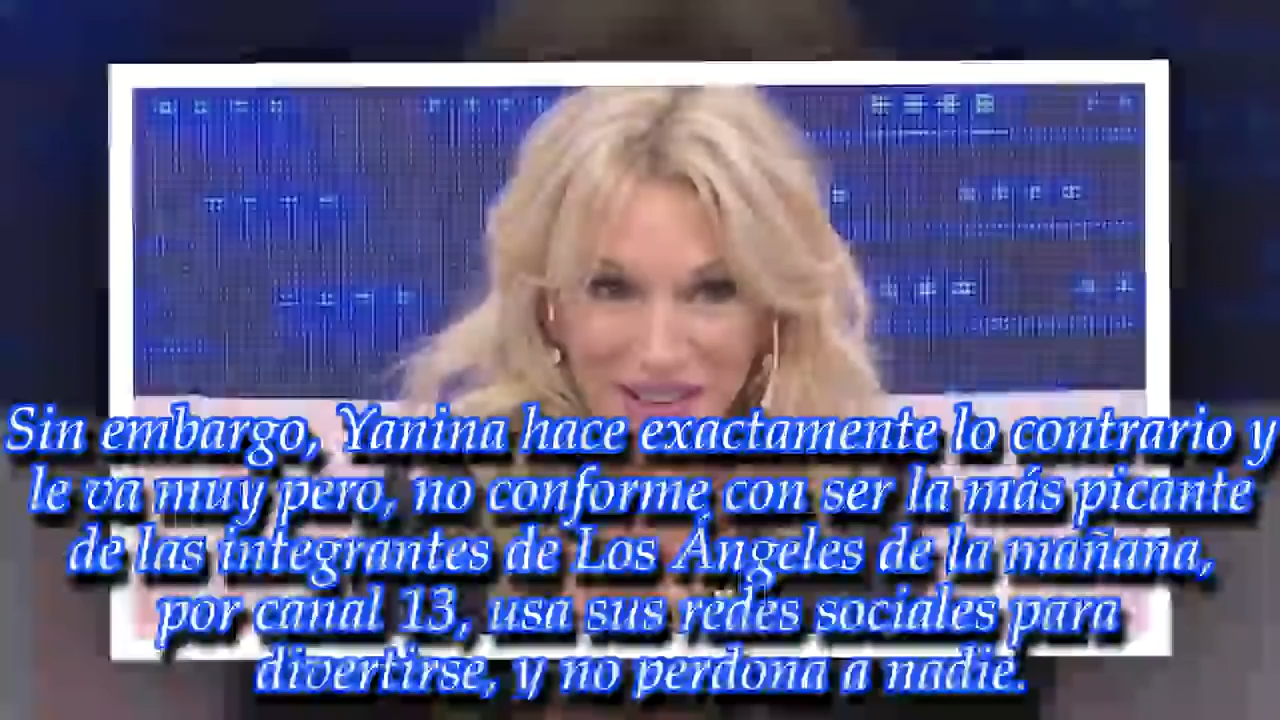 Sin embargo, Yanina hace exactamente lo contrario y
le va muy pero, no conforme con ser la más picante
de las integrantes de Los Ángeles de la mañana,
por canal 13, usa sus redes sociales para
divertirse, y no perdona a nadie.